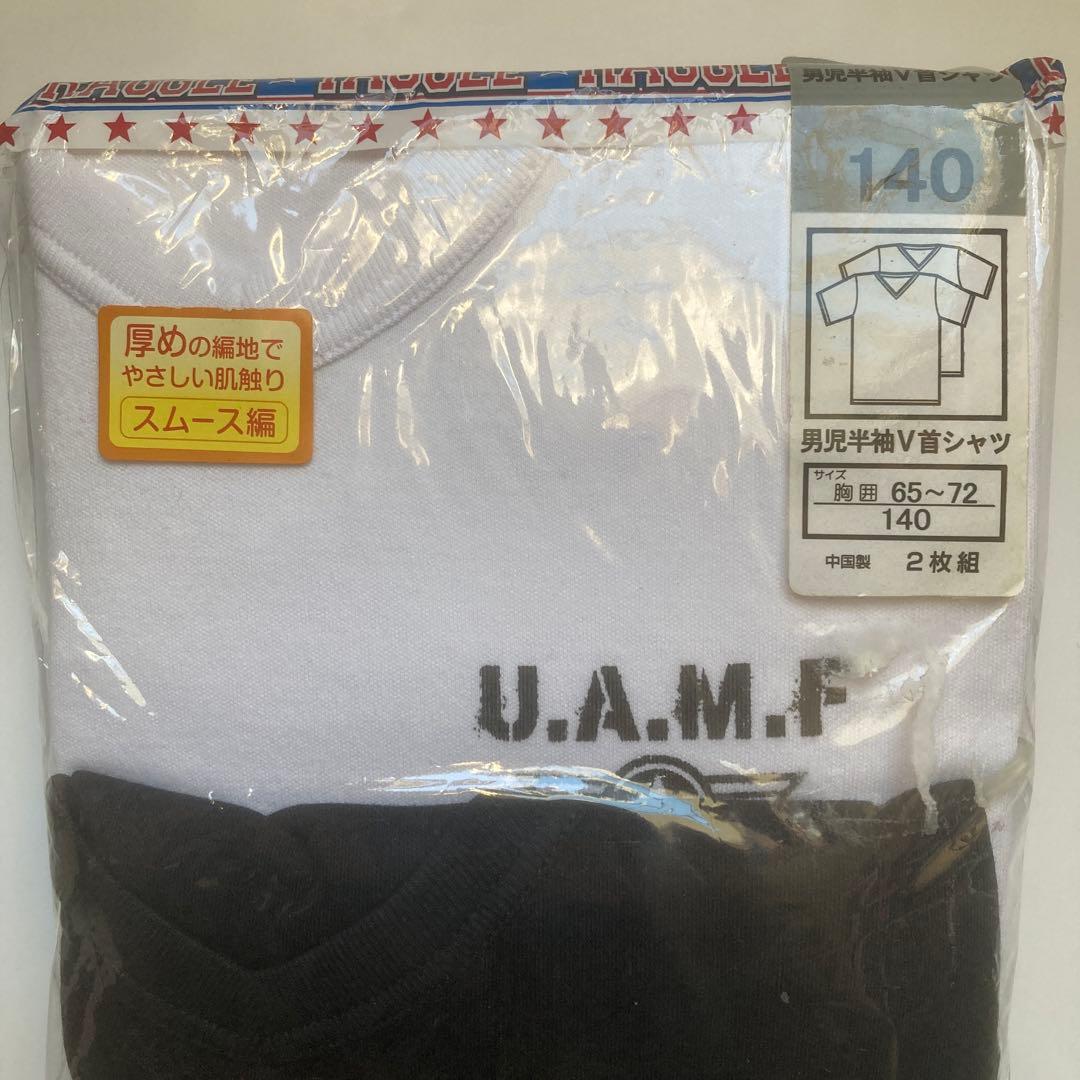 男児半袖V首シャツ
140
厚めの編地で
やさしい肌触り
スムース編
男児半袖V首シャツ
サイズ
胸囲 65～72
140
中国製 2枚組
U.A.M.F